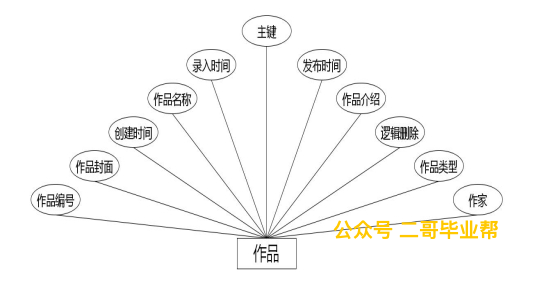 主键
录入时间
发布时间
作品名称
作品介绍
创建时间
逻辑删除
作品封面
作品类型
作品编号
作家
公众号 二哥毕业帮
作品